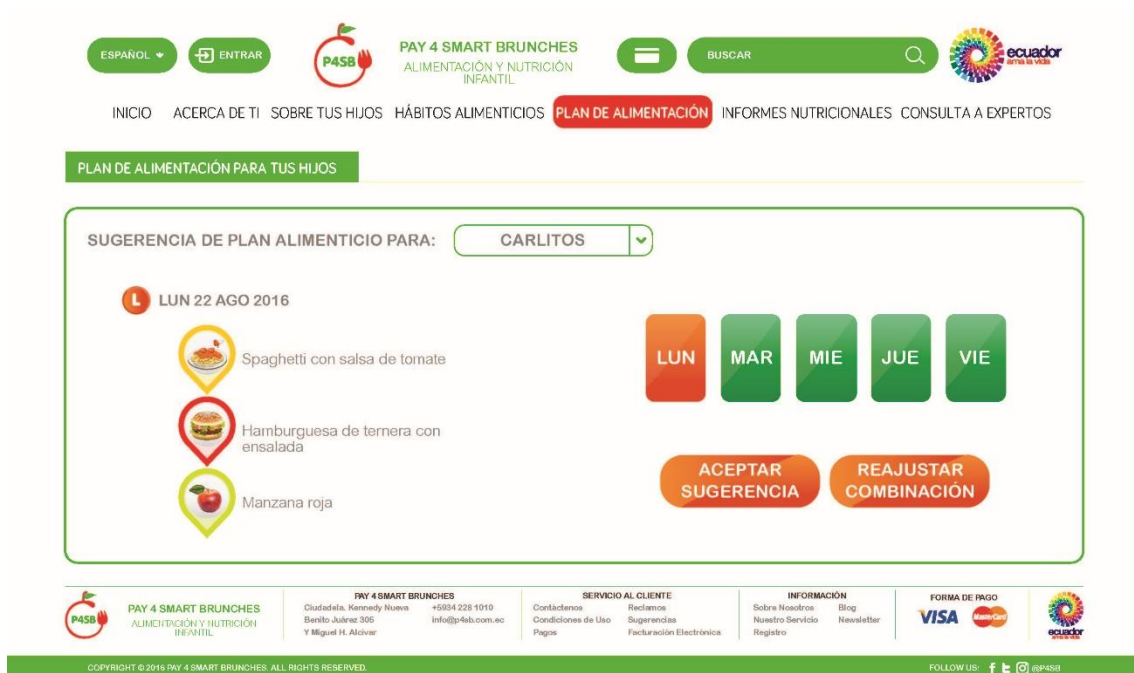 ESPAÑOL
ENTRAR
P4SB
PAY 4 SMART BRUNCHES
ALIMENTACIÓN Y NUTRICIÓN
INFANTIL
BUSCAR
ecuador
ama la vida
INICIO ACERCA DE TI SOBRE TUS HIJOS HÁBITOS ALIMENTICIOS PLAN DE ALIMENTACIÓN INFORMES NUTRICIONALES CONSULTA A EXPERTOS
PLAN DE ALIMENTACIÓN PARA TUS HIJOS
SUGERENCIA DE PLAN ALIMENTICIO PARA: CARLITOS
L LUN 22 AGO 2016
Spaghetti con salsa de tomate
Hamburguesa de ternera con
ensalada
Manzana roja
LUN MAR MIE JUE VIE
ACEPTAR
SUGERENCIA
REAJUSTAR
COMBINACIÓN
P4SB
PAY 4 SMART BRUNCHES
ALIMENTACIÓN Y NUTRICIÓN
INFANTIL
PAY 4 SMART BRUNCHES
Ciudadela. Kennedy Nueva +5934 228 1010
Benito Juárez 305 info@p4sb.com.ec
Y Miguel H. Alcivar
SERVICIO AL CLIENTE
Contáctenos Reclamos
Condiciones de Uso Sugerencias
Pagos Facturación Electrónica
INFORMACIÓN
Sobre Nosotros Blog
Nuestro Servicio Newsletter
Registro
FORMA DE PAGO
VISA MasterCard
ecuador
ama la vida
COPYRIGHT © 2016 PAY 4 SMART BRUNCHES. ALL RIGHTS RESERVED.
FOLLOW US: @P4SB